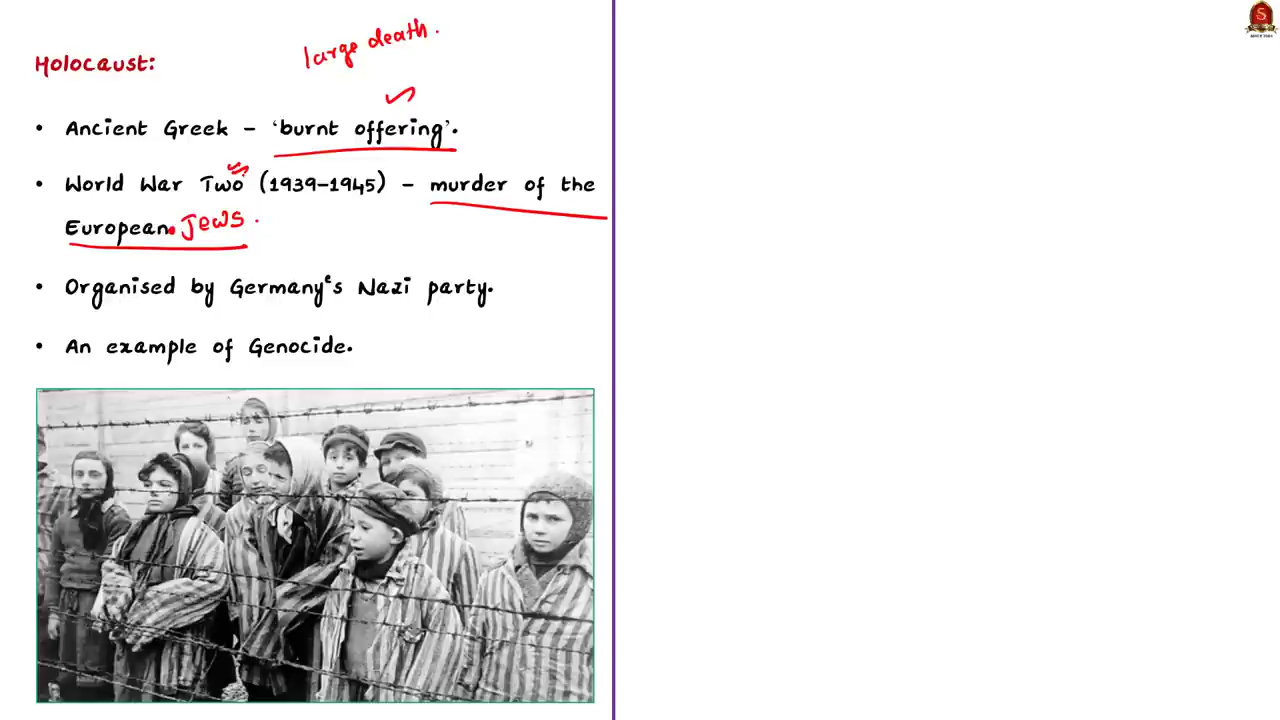 large death.
Holocaust:
• Ancient Greek – 'burnt offering'.
• World War Two (1939-1945) – murder of the
European. Jews.
• Organised by Germany's Nazi party.
• An example of Genocide.
S